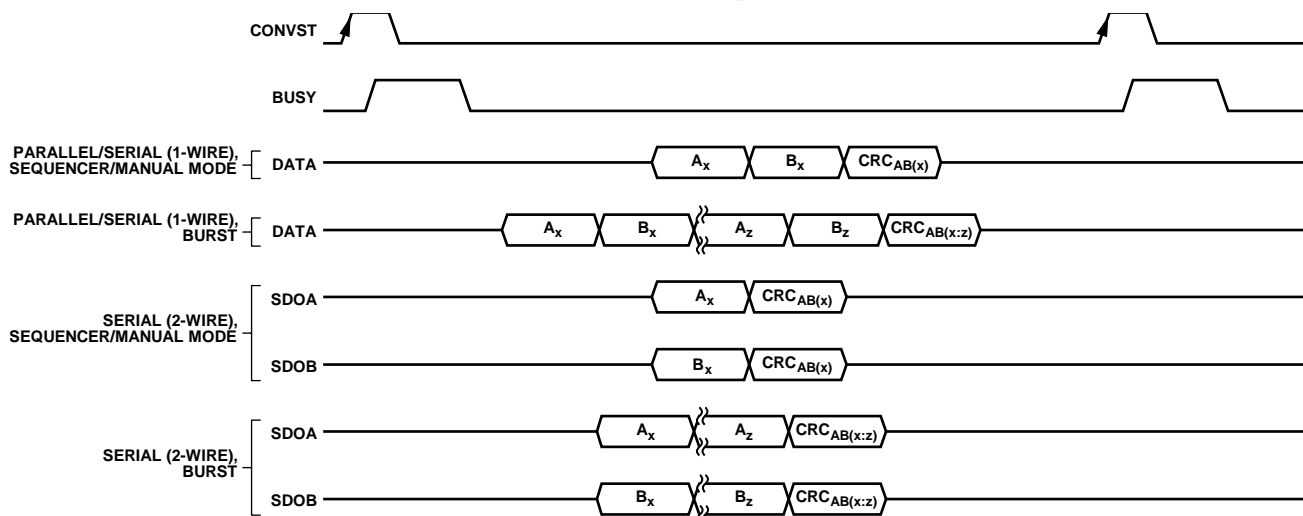 CONVST
BUSY
PARALLEL/SERIAL (1-WIRE),
SEQUENCER/MANUAL MODE
DATA
Ax
Bx
CRCAB(x)
PARALLEL/SERIAL (1-WIRE),
BURST
DATA
Ax
Bx
Az
Bz
CRCAB(x:z)
SERIAL (2-WIRE),
SEQUENCER/MANUAL MODE
SDOA
Ax
CRCAB(x)
SDOB
Bx
CRCAB(x)
SERIAL (2-WIRE),
BURST
SDOA
Ax
Az
CRCAB(x:z)
SDOB
Bx
Bz
CRCAB(x:z)